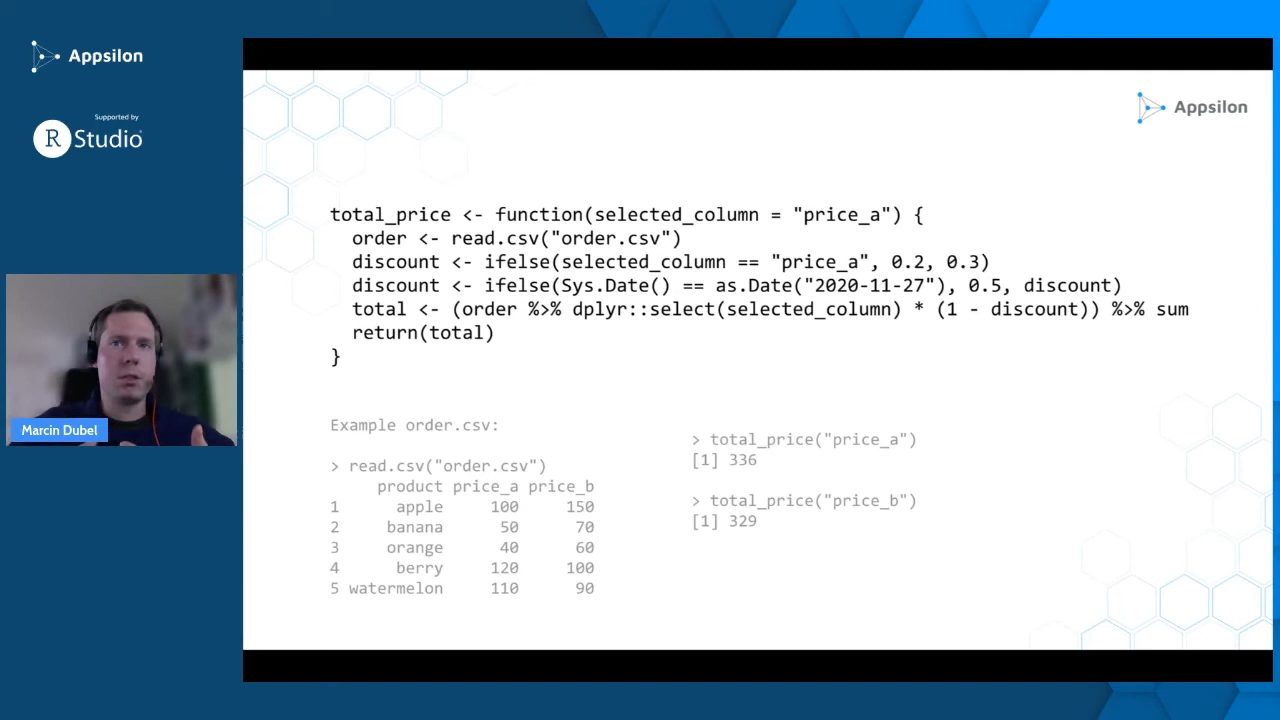 Appsilon
Supported by
R Studio
Appsilon
total_price <- function(selected_column = "price_a") {
  order <- read.csv("order.csv")
  discount <- ifelse(selected_column == "price_a", 0.2, 0.3)
  discount <- ifelse(Sys.Date() == as.Date("2020-11-27"), 0.5, discount)
  total <- (order %>% dplyr::select(selected_column) * (1 - discount)) %>% sum
  return(total)
}
Marcin Dubel
Example order.csv:
> read.csv("order.csv")
     product price_a price_b
1      apple     100     150
2     banana      50      70
3     orange      40      60
4      berry     120     100
5 watermelon     110      90
> total_price("price_a")
[1] 336
> total_price("price_b")
[1] 329